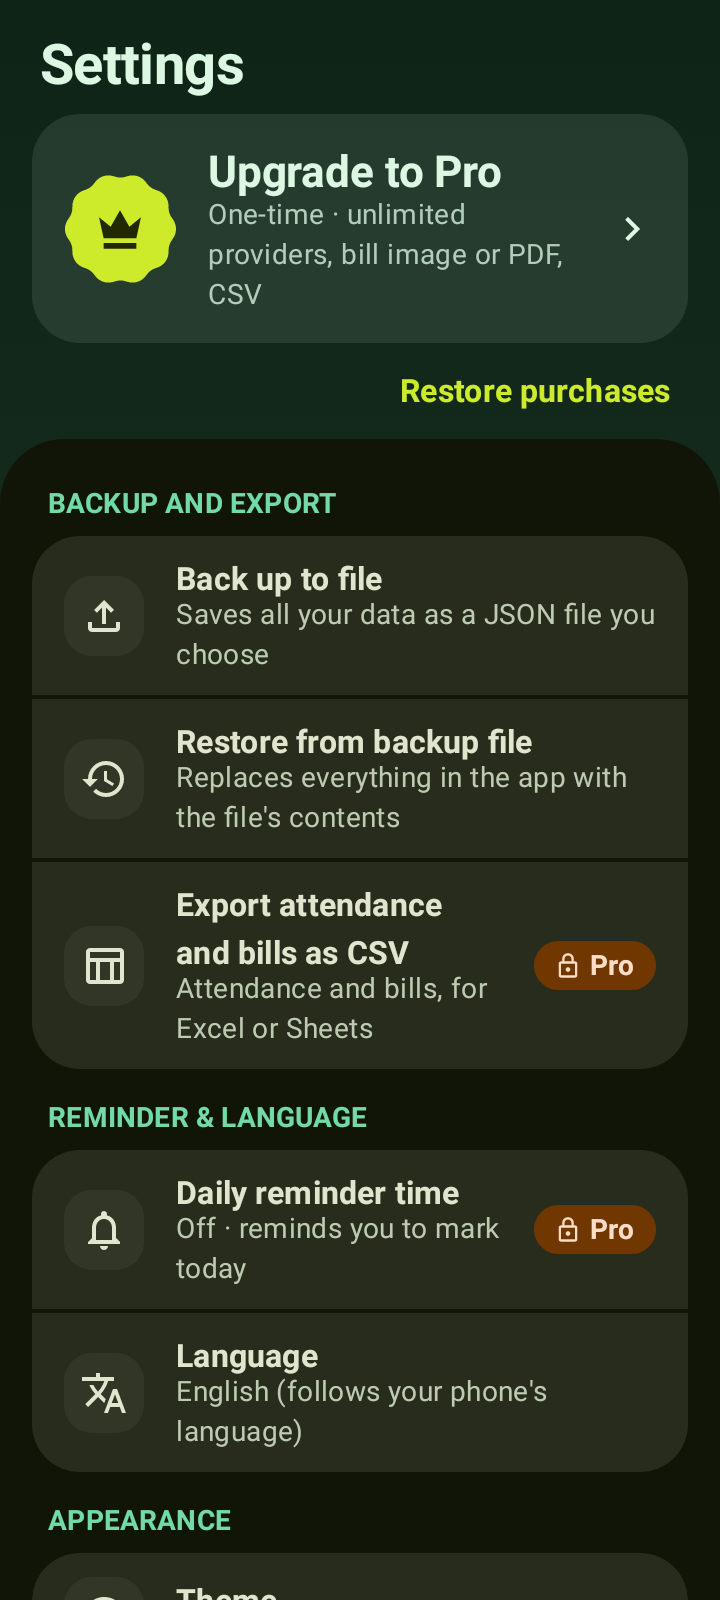 Settings
Upgrade to Pro
One-time · unlimited
providers, bill image or PDF,
CSV
Restore purchases
BACKUP AND EXPORT
Back up to file
Saves all your data as a JSON file you
choose
Restore from backup file
Replaces everything in the app with
the file's contents
Export attendance
and bills as CSV
Attendance and bills, for
Excel or Sheets
Pro
REMINDER & LANGUAGE
Daily reminder time
Off · reminds you to mark
today
Pro
Language
English (follows your phone's
language)
APPEARANCE
Theme